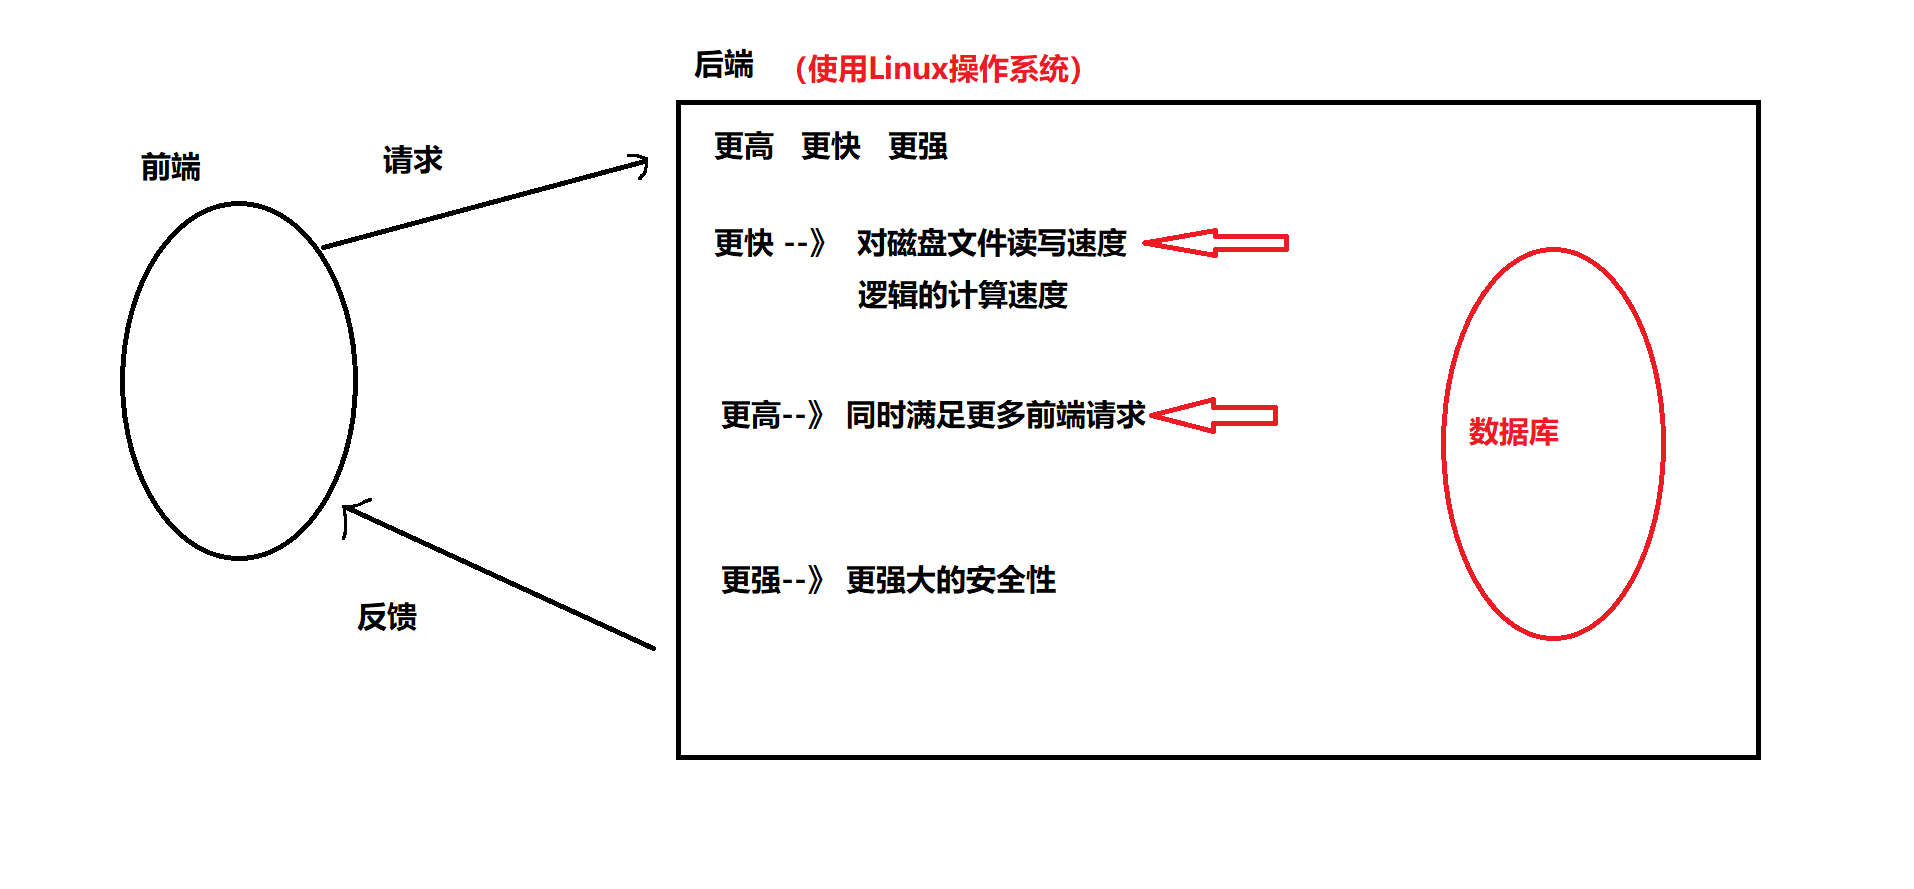 后端 （使用Linux操作系统）
前端
请求
更高 更快 更强
更快 --》 对磁盘文件读写速度
逻辑的计算速度
更高--》 同时满足更多前端请求
数据库
更强--》 更强大的安全性
反馈